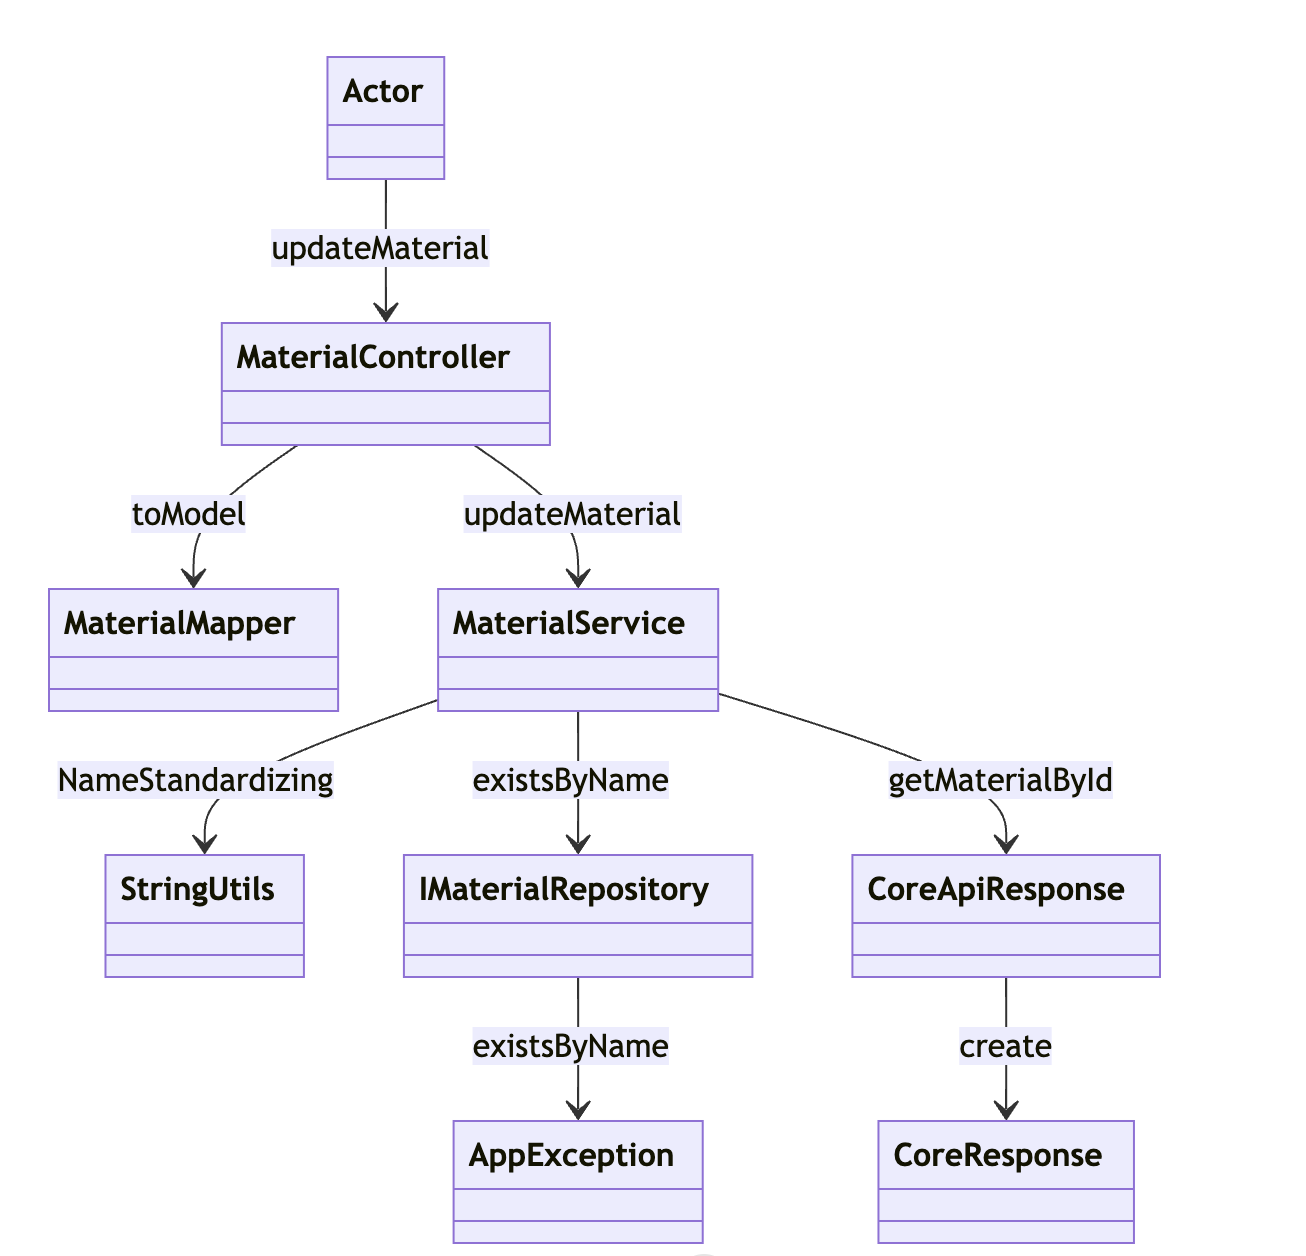 Actor
updateMaterial
MaterialController
toModel
updateMaterial
MaterialMapper
MaterialService
NameStandardizing
existsByName
getMaterialById
StringUtils
IMaterialRepository
CoreApiResponse
existsByName
create
AppException
CoreResponse